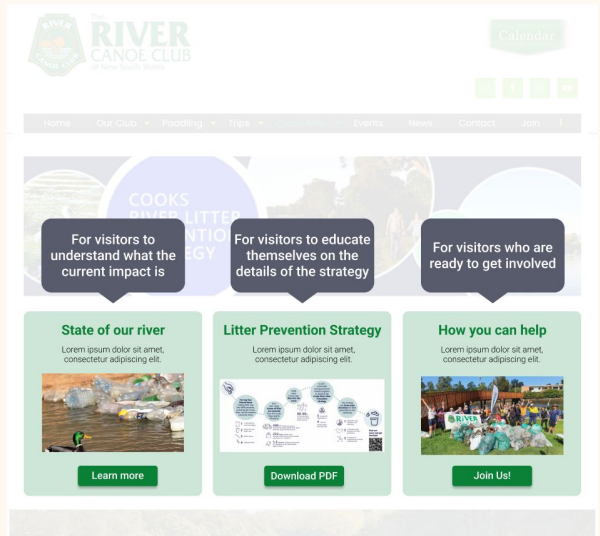 The
RIVER
CANOE CLUB
of New South Wales
Calendar
Home Our Club Paddling Trips Events News Contact Join
COOKS
RIVER LITTER
For visitors to
understand what the
current impact is
For visitors to educate
themselves on the
details of the strategy
For visitors who are
ready to get involved
State of our river
Lorem ipsum dolor sit amet,
consectetur adipiscing elit.
Learn more
Litter Prevention Strategy
Lorem ipsum dolor sit amet,
consectetur adipiscing elit.
Download PDF
How you can help
Lorem ipsum dolor sit amet,
consectetur adipiscing elit.
RIVER
Join Us!